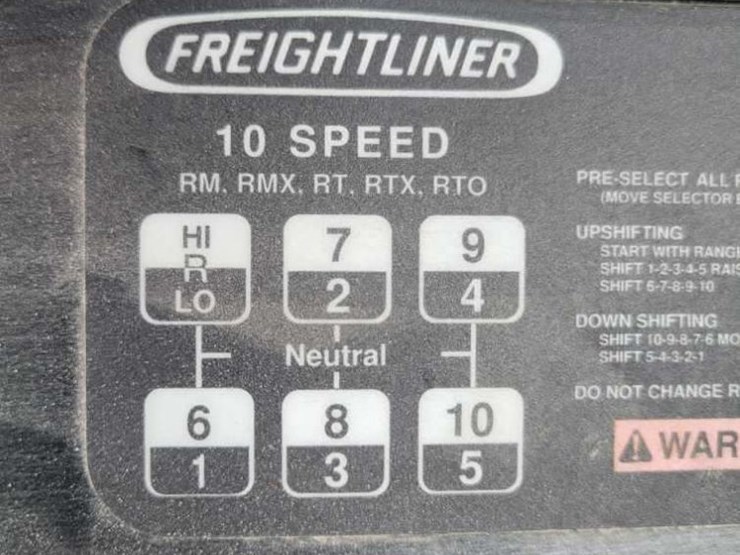 FREIGHTLINER
10 SPEED
RM, RMX, RT, RTX, RTO
HI
R
LO
7
2
9
4
Neutral
6
1
8
3
10
5
PRE-SELECT ALL
(MOVE SELECTOR
UPSHIFTING
START WITH
SHIFT 1-2-3-4-5
SHIFT 6-7-8-9-10
DOWN SHIFTING
SHIFT 10-9-8-7-6
SHIFT 5-4-3-2-1
DO NOT CHANGE
WAR